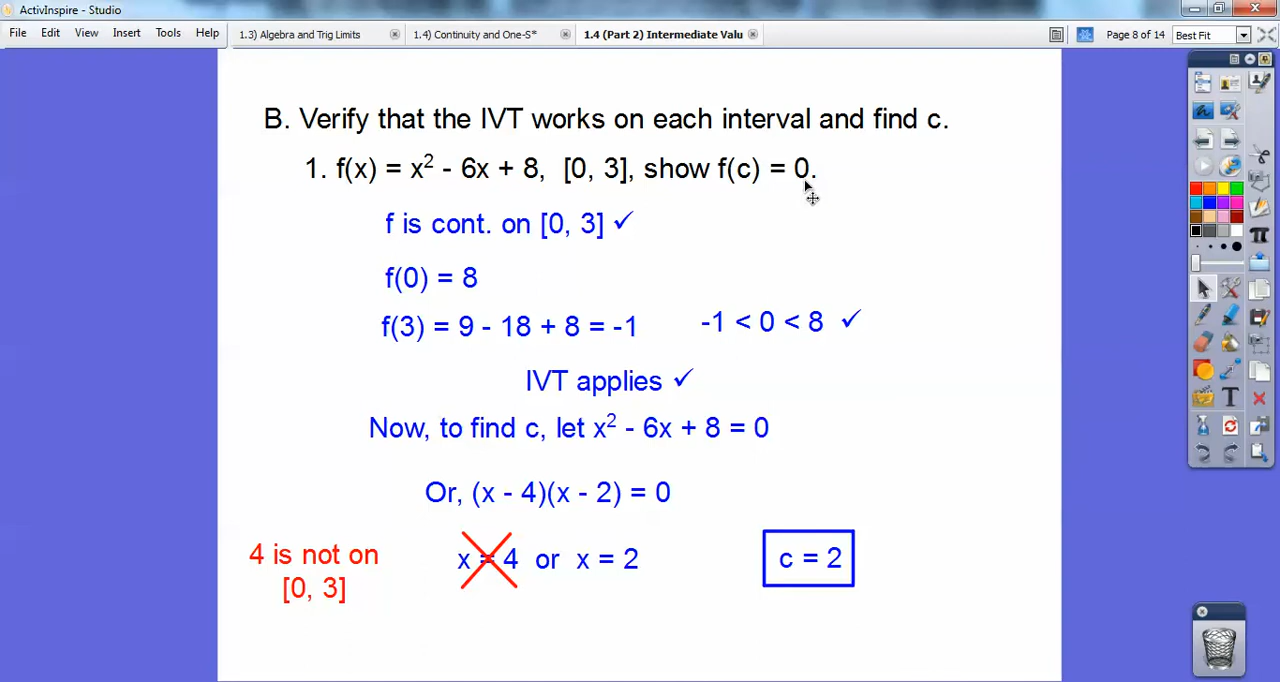 ActivInspire - Studio
File Edit View Insert Tools Help
1.3) Algebra and Trig Limits
1.4) Continuity and One-S*
1.4 (Part 2) Intermediate Valu
Page 8 of 14
Best Fit
B. Verify that the IVT works on each interval and find c.
1. f(x) = x² - 6x + 8, [0, 3], show f(c) = 0.
f is cont. on [0, 3] ✓
f(0) = 8
f(3) = 9 - 18 + 8 = -1
-1 < 0 < 8 ✓
IVT applies ✓
Now, to find c, let x² - 6x + 8 = 0
Or, (x - 4)(x - 2) = 0
4 is not on
[0, 3]
x = 4 or x = 2
c = 2